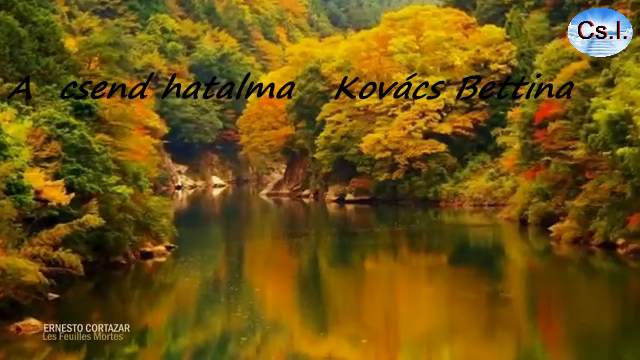 Cs.I.
A csend hatalma Kovács Bettina
ERNESTO CORTAZAR
Les Feuilles Mortes